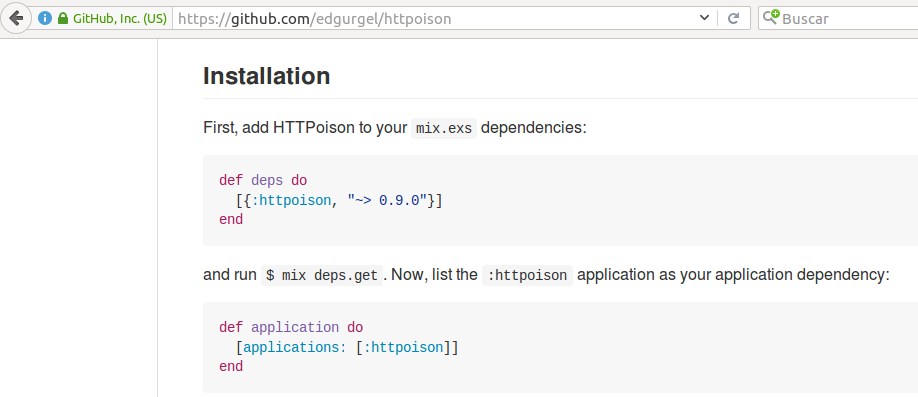 GitHub, Inc. (US) https://github.com/edgurgel/httpoison Buscar
Installation
First, add HTTPoison to your mix.exs dependencies:
def deps do
  [{:httpoison, "~> 0.9.0"}]
end
and run $ mix deps.get. Now, list the :httpoison application as your application dependency:
def application do
  [applications: [:httpoison]]
end